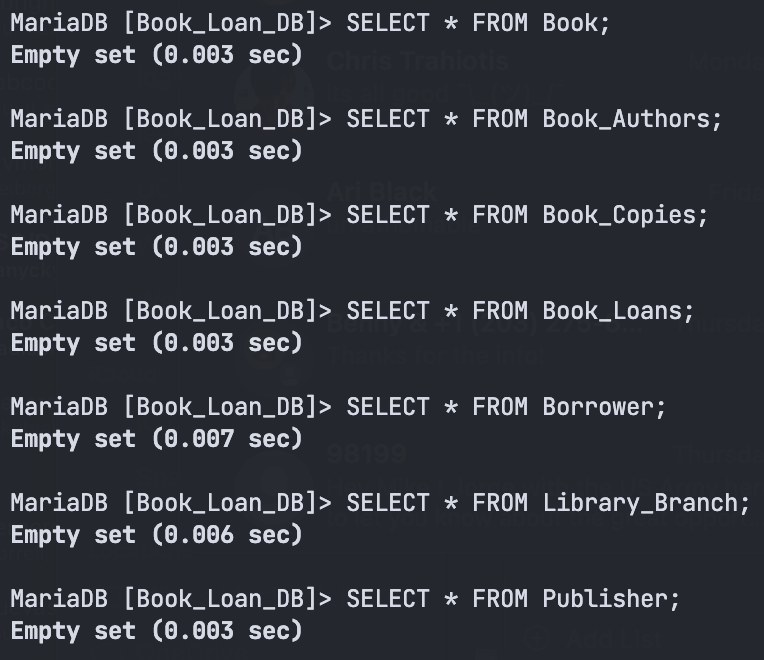 MariaDB [Book_Loan_DB]> SELECT * FROM Book;
Empty set (0.003 sec)
MariaDB [Book_Loan_DB]> SELECT * FROM Book_Authors;
Empty set (0.003 sec)
MariaDB [Book_Loan_DB]> SELECT * FROM Book_Copies;
Empty set (0.003 sec)
MariaDB [Book_Loan_DB]> SELECT * FROM Book_Loans;
Empty set (0.003 sec)
MariaDB [Book_Loan_DB]> SELECT * FROM Borrower;
Empty set (0.007 sec)
MariaDB [Book_Loan_DB]> SELECT * FROM Library_Branch;
Empty set (0.006 sec)
MariaDB [Book_Loan_DB]> SELECT * FROM Publisher;
Empty set (0.003 sec)